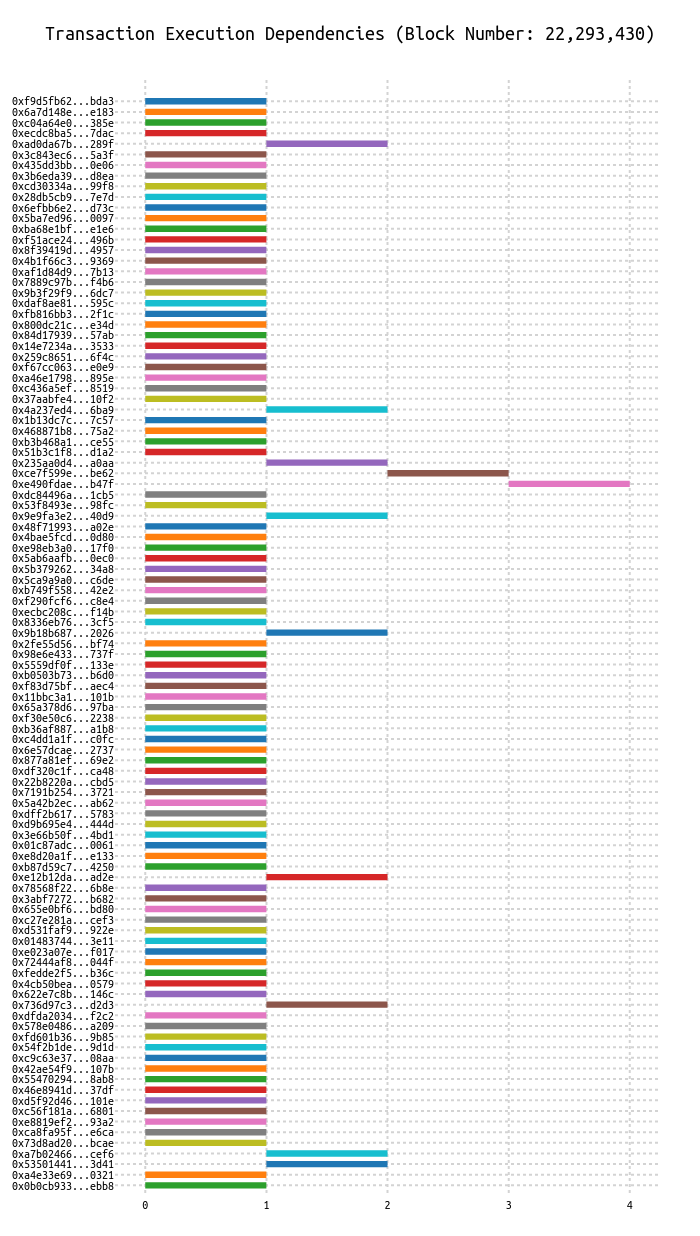 Transaction Execution Dependencies (Block Number: 22,293,430)
0xf9d5fb62...bda3
0x6a7d148e...e183
0xc04a64e0...385e
0xecdc8ba5...7dac
0xad0da67b...289f
0x3c843ec6...5a3f
0x435dd3bb...0e06
0x3b6eda39...d8ea
0xcd30334a...99f8
0x28db5cb9...7e7d
0x6efbb6e2...d73c
0x5ba7ed96...0097
0xba68e1bf...e1e6
0xf51ace24...496b
0x8f39419d...4957
0x4b1f66c3...9369
0xaf1d84d9...7b13
0x7889c97b...f4b6
0x9b3f29f9...6dc7
0xdaf8ae81...595c
0xfb816bb3...2f1c
0x800dc21c...e34d
0x84d17939...57ab
0x14e7234a...3533
0x259c8651...6f4c
0xf67cc063...e0e9
0xa46e1798...895e
0xc436a5ef...8519
0x37aabfe4...10f2
0x4a237ed4...6ba9
0x1b13dc7c...7c57
0x468871b8...75a2
0xb3b468a1...ce55
0x51b3c1f8...d1a2
0x235aa0d4...a0aa
0xce7f599e...be62
0xe490fdae...b47f
0xdc84496a...1cb5
0x53f8493e...98fc
0x9e9fa3e2...40d9
0x48f71993...a02e
0x4bae5fcd...0d80
0xe98eb3a0...17f0
0x5ab6aafb...0ec0
0x5b379262...34a8
0x5ca9a9a0...c6de
0xb749f558...42e2
0xf290fcf6...c8e4
0xecbc208c...f14b
0x8336eb76...3cf5
0x9b18b687...2026
0x2fe55d56...bf74
0x98e6e433...737f
0x5559df0f...133e
0xb0503b73...b6d0
0xf83d75bf...aec4
0x11bbc3a1...101b
0x65a378d6...97ba
0xf30e50c6...2238
0xb36af887...a1b8
0xc4dd1a1f...c0fc
0x6e57dcae...2737
0x877a81ef...69e2
0xdf320c1f...ca48
0x22b8220a...cbd5
0x7191b254...3721
0x5a42b2ec...ab62
0xdff2b617...5783
0xd9b695e4...444d
0x3e66b50f...4bd1
0x01c87adc...0061
0xe8d20a1f...e133
0xb87d59c7...4250
0xe12b12da...ad2e
0x78568f22...6b8e
0x3abf7272...b682
0x655e0bf6...bd80
0xc27e281a...cef3
0xd531faf9...922e
0x01483744...3e11
0xe023a07e...f017
0x72444af8...044f
0xfedde2f5...b36c
0x4cb50bea...0579
0x622e7c8b...146c
0x736d97c3...d2d3
0xdfda2034...f2c2
0x578e0486...a209
0xfd601b36...9b85
0x54f2b1de...9d1d
0xc9c63e37...08aa
0x42ae54f9...107b
0x55470294...8ab8
0x46e8941d...37df
0xd5f92d46...101e
0xc56f181a...6801
0xe8819ef2...93a2
0xca8fa95f...e6ca
0x73d8ad20...bcae
0xa7b02466...cef6
0x53501441...3d41
0xa4e33e69...0321
0x0b0cb933...ebb8
0 1 2 3 4